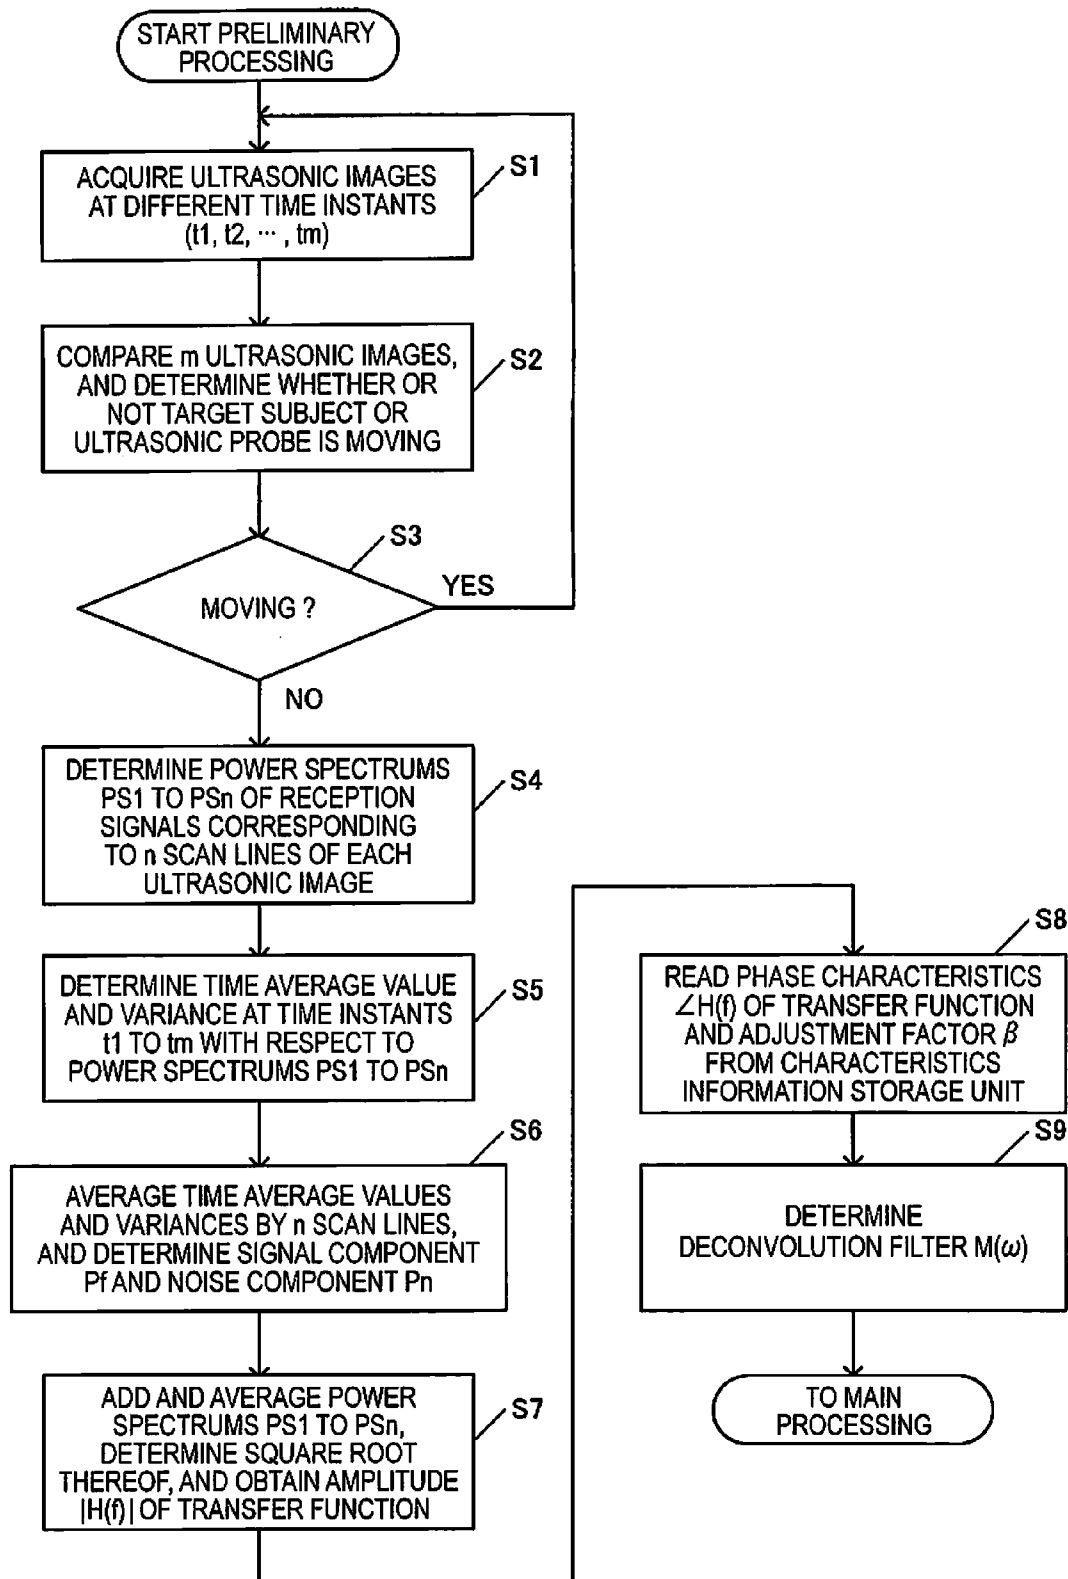 START PRELIMINARY
PROCESSING
ACQUIRE ULTRASONIC IMAGES
AT DIFFERENT TIME INSTANTS
(t1, t2, ··· , tm)
S1
COMPARE m ULTRASONIC IMAGES,
AND DETERMINE WHETHER OR
NOT TARGET SUBJECT OR
ULTRASONIC PROBE IS MOVING
S2
MOVING ?
S3
YES
NO
DETERMINE POWER SPECTRUMS
PS1 TO PSn OF RECEPTION
SIGNALS CORRESPONDING
TO n SCAN LINES OF EACH
ULTRASONIC IMAGE
S4
DETERMINE TIME AVERAGE VALUE
AND VARIANCE AT TIME INSTANTS
t1 TO tm WITH RESPECT TO
POWER SPECTRUMS PS1 TO PSn
S5
AVERAGE TIME AVERAGE VALUES
AND VARIANCES BY n SCAN LINES,
AND DETERMINE SIGNAL COMPONENT
Pf AND NOISE COMPONENT Pn
S6
ADD AND AVERAGE POWER
SPECTRUMS PS1 TO PSn,
DETERMINE SQUARE ROOT
THEREOF, AND OBTAIN AMPLITUDE
|H(f)| OF TRANSFER FUNCTION
S7
READ PHASE CHARACTERISTICS
∠H(f) OF TRANSFER FUNCTION
AND ADJUSTMENT FACTOR β
FROM CHARACTERISTICS
INFORMATION STORAGE UNIT
S8
DETERMINE
DECONVOLUTION FILTER M(ω)
S9
TO MAIN
PROCESSING